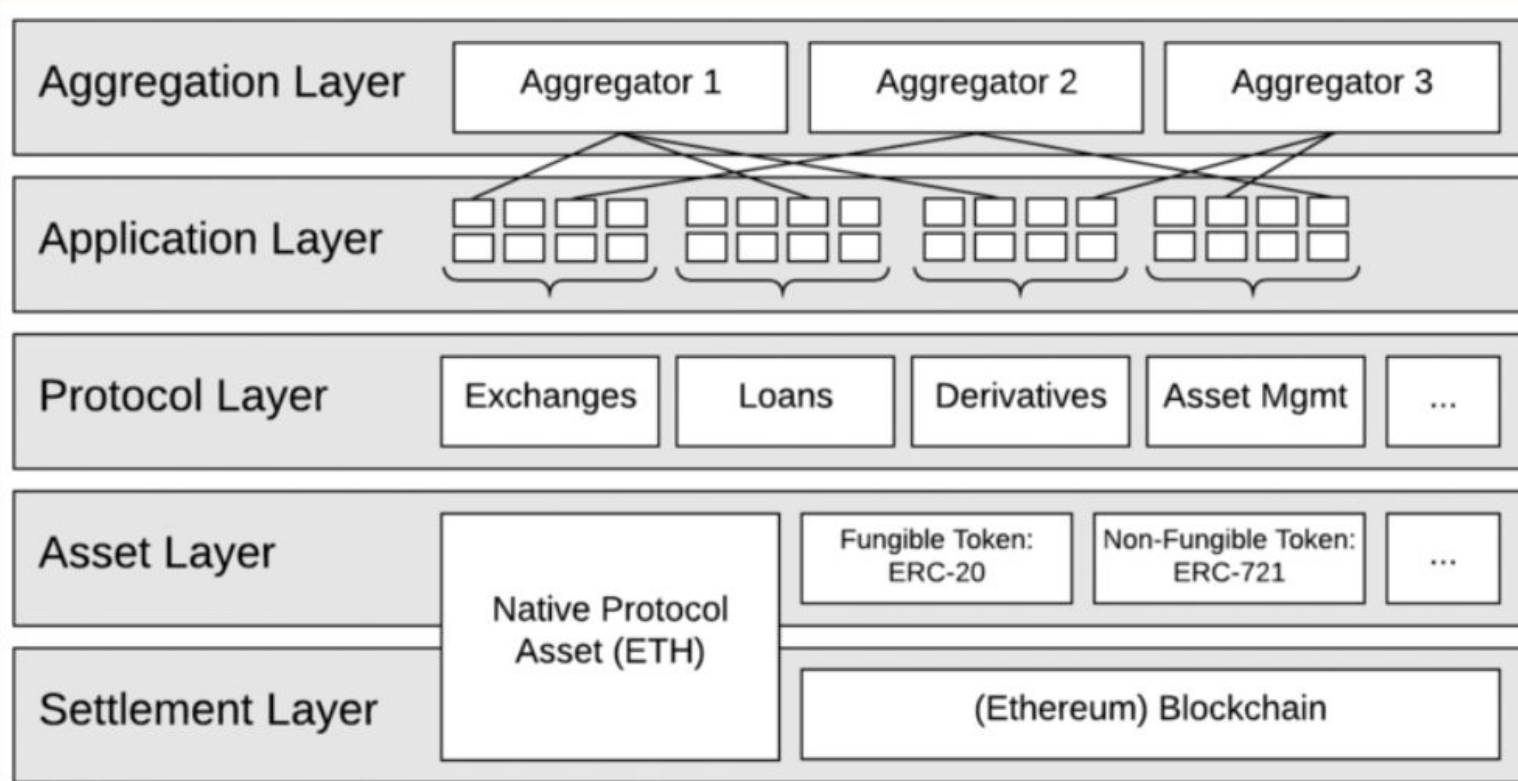 Aggregation Layer
Aggregator 1
Aggregator 2
Aggregator 3
Application Layer
Protocol Layer
Exchanges
Loans
Derivatives
Asset Mgmt
...
Asset Layer
Native Protocol
Asset (ETH)
Fungible Token:
ERC-20
Non-Fungible Token:
ERC-721
...
Settlement Layer
(Ethereum) Blockchain